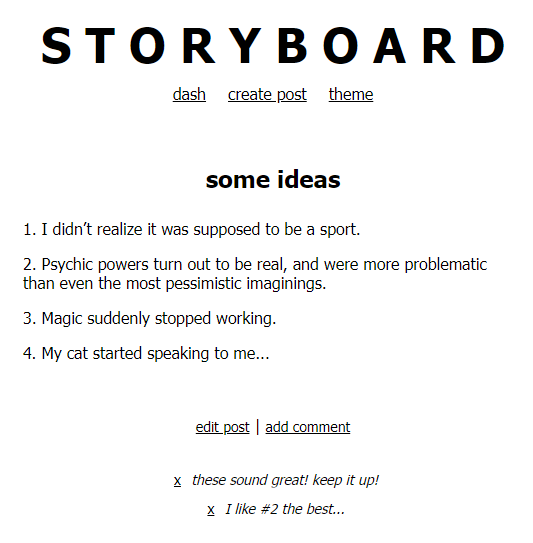 STORYBOARD
dash create post theme
some ideas
1. I didn’t realize it was supposed to be a sport.
2. Psychic powers turn out to be real, and were more problematic
than even the most pessimistic imaginings.
3. Magic suddenly stopped working.
4. My cat started speaking to me...
edit post | add comment
x these sound great! keep it up!
x I like #2 the best...